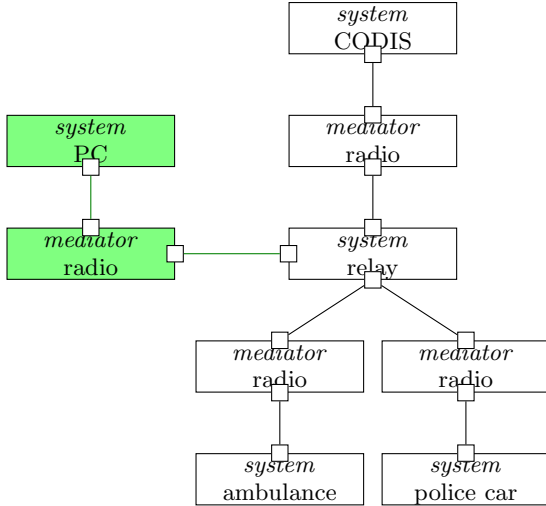 system
CODIS
system
PC
mediator
radio
mediator
radio
system
relay
mediator
radio
mediator
radio
system
ambulance
system
police car